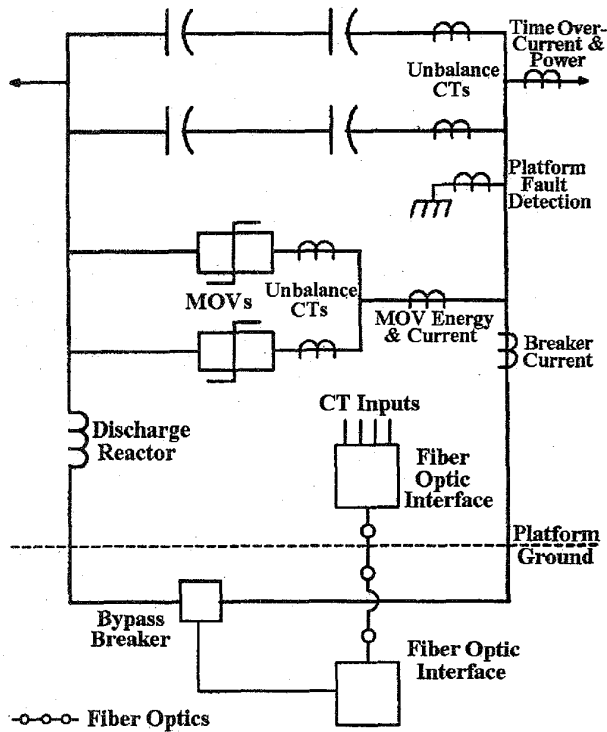 Time Over-
Current &
Power
Unbalance
CTs
Platform
Fault
Detection
MOVs
Unbalance
CTs
MOV Energy
& Current
Breaker
Current
CT Inputs
Discharge
Reactor
Fiber
Optic
Interface
Platform
Ground
Bypass
Breaker
Fiber Optic
Interface
Fiber Optics